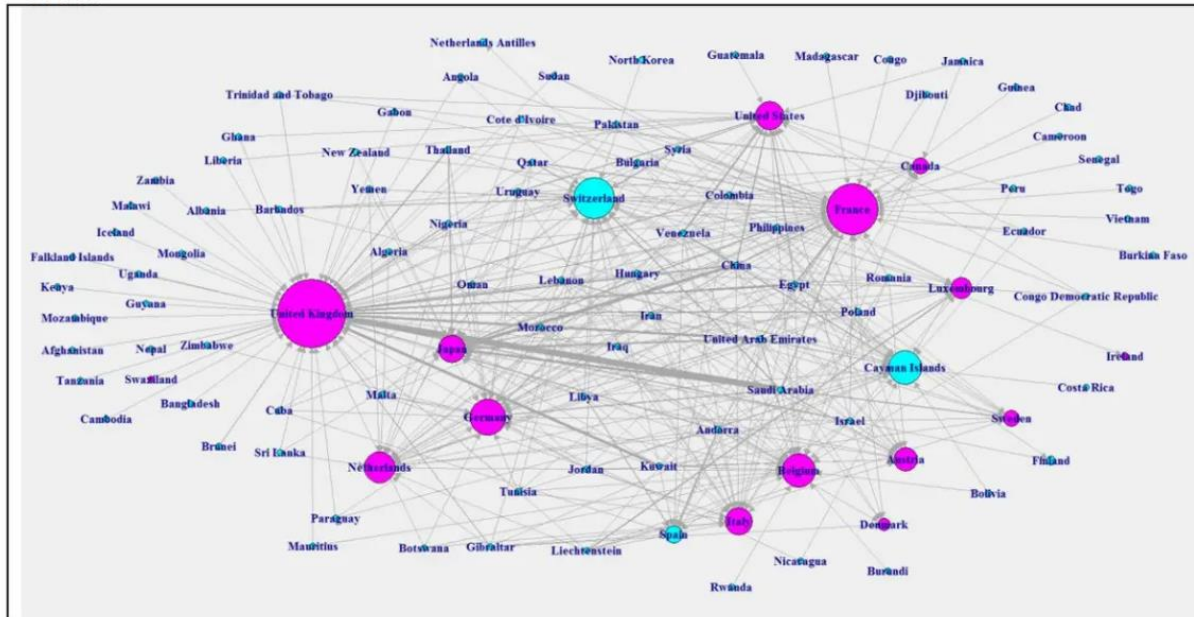 Netherlands Antilles
North Korea
Guatemala
Madagascar
Congo
Jamaica
Angola
Sudan
Guinea
Trinidad and Tobago
Djibouti
Chad
Gabon
Cote d'Ivoire
Pakistan
United States
Ghana
Cameroon
Liberia
New Zealand
Thailand
Qatar
Bulgaria
Syria
Canada
Senegal
Zambia
Yemen
Uruguay
Switzerland
Colombia
Peru
Togo
Malawi
Albania
Barbados
France
Vietnam
Iceland
Nigeria
Venezuela
Philippines
Ecuador
Falkland Islands
Mongolia
Algeria
China
Burkina Faso
Uganda
Lebanon
Hungary
Egypt
Romania
Kenya
Oman
Luxembourg
Congo Democratic Republic
Guyana
Mozambique
United Kingdom
Morocco
Iran
Poland
Afghanistan
Nepal
Zimbabwe
Japan
Iraq
United Arab Emirates
Ireland
Tanzania
Swaziland
Cayman Islands
Costa Rica
Bangladesh
Malta
Libya
Saudi Arabia
Cambodia
Cuba
Germany
Andorra
Israel
Sweden
Brunei
Sri Lanka
Netherlands
Jordan
Kuwait
Belgium
Austria
Finland
Tunisia
Bolivia
Paraguay
Italy
Denmark
Mauritius
Botswana
Gibraltar
Liechtenstein
Spain
Nicaragua
Burundi
Rwanda